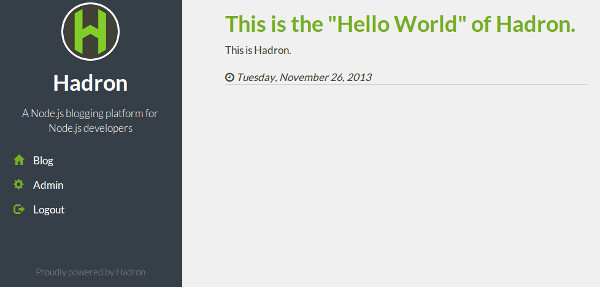 Hadron
A Node.js blogging platform for
Node.js developers
Blog
Admin
Logout
Proudly powered by Hadron
This is the "Hello World" of Hadron.
This is Hadron.
Tuesday, November 26, 2013